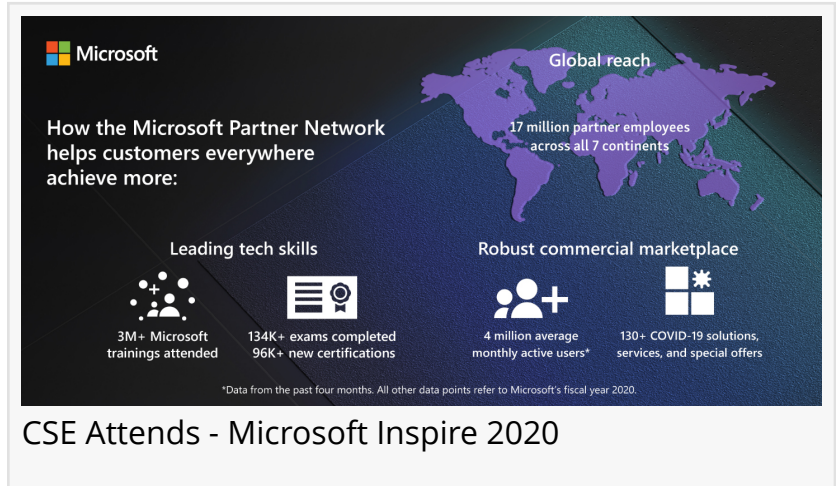 Microsoft
Global reach
17 million partner employees
across all 7 continents
How the Microsoft Partner Network
helps customers everywhere
achieve more:
Leading tech skills
3M+ Microsoft
trainings attended
134K+ exams completed
96K+ new certifications
Robust commercial marketplace
4 million average
monthly active users*
130+ COVID-19 solutions,
services, and special offers
*Data from the past four months. All other data points refer to Microsoft's fiscal year 2020.
CSE Attends - Microsoft Inspire 2020